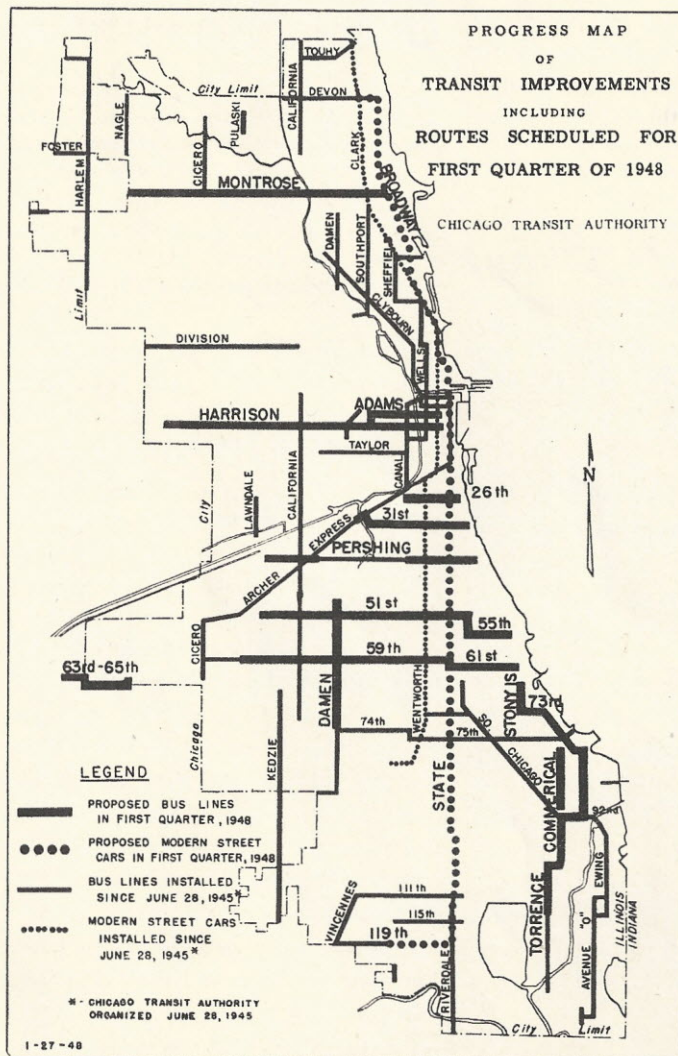 PROGRESS MAP
OF
TRANSIT IMPROVEMENTS
INCLUDING
ROUTES SCHEDULED FOR
FIRST QUARTER OF 1948
CHICAGO TRANSIT AUTHORITY
TOUHY
City Limit
CALIFORNIA
DEVON
NAGLE
PULASKI
CICERO
CLARK
FOSTER
HARLEM
MONTROSE
BROADWAY
DAMEN
SOUTHPORT
SHEFFIELD
CLYBOURN
Limit
DIVISION
WELLS
HARRISON
ADAMS
TAYLOR
CANAL
N
City
LAWNDALE
CALIFORNIA
26th
31st
ARCHER EXPRESS
PERSHING
51st
55th
CICERO
59th
61st
63rd-65th
DAMEN
WENTWORTH
STONY IS
73rd
74th
75th
SO. CHICAGO
Chicago
KEDZIE
STATE
COMMERICAL
92nd
EWING
TORRENCE
AVENUE "O"
ILLINOIS
INDIANA
VINCENNES
111th
115th
119th
RIVERDALE
City Limit
LEGEND
PROPOSED BUS LINES
IN FIRST QUARTER, 1948
PROPOSED MODERN STREET
CARS IN FIRST QUARTER, 1948
BUS LINES INSTALLED
SINCE JUNE 28, 1945*
MODERN STREET CARS
INSTALLED SINCE
JUNE 28, 1945*
* - CHICAGO TRANSIT AUTHORITY
ORGANIZED JUNE 28, 1945
1-27-48